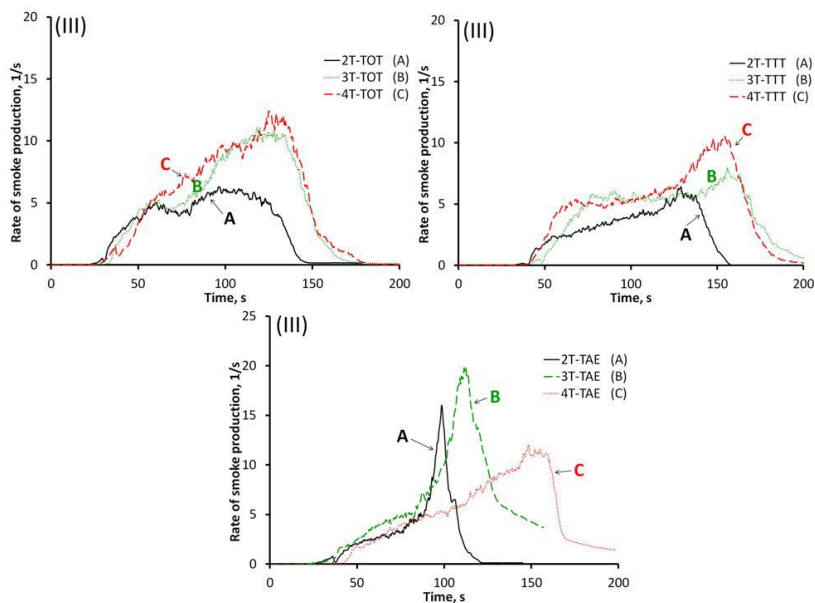 (III)
Rate of smoke production, 1/s
20
15
10
5
0
2T-TOT (A)
3T-TOT (B)
4T-TOT (C)
C
B
A
0 50 100 150 200
Time, s
(III)
Rate of smoke production, 1/s
20
15
10
5
0
2T-TTT (A)
3T-TTT (B)
4T-TTT (C)
C
B
A
0 50 100 150 200
Time, s
(III)
Rate of smoke production, 1/s
25
20
15
10
5
0
2T-TAE (A)
3T-TAE (B)
4T-TAE (C)
B
A
C
0 50 100 150 200
Time, s